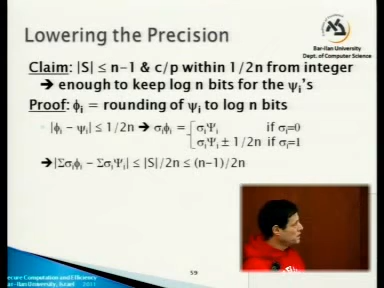 Lowering the Precision
Bar-Ilan University
Dept. of Computer Science
Claim: |S| ≤ n-1 & c/p within 1/2n from integer
➔ enough to keep log n bits for the ψi's
Proof: ϕi = rounding of ψi to log n bits
• |ϕi - ψi| ≤ 1/2n ➔ σiϕi = σiΨi if σi=0
σiΨi ± 1/2n if σi=1
➔|Σσiϕi - ΣσiΨi| ≤ |S|/2n ≤ (n-1)/2n
59
ecure Computation and Efficiency
ar-Ilan University, Israel 2011